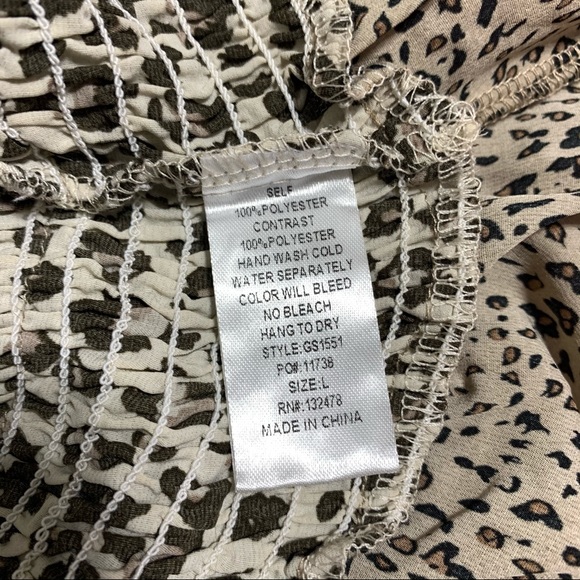 SELF
100%POLYESTER
CONTRAST
100%POLYESTER
HAND WASH COLD
WATER SEPARATELY
COLOR WILL BLEED
NO BLEACH
HANG TO DRY
STYLE:GS1551
PO#:11738
SIZE:L
RN#:132478
MADE IN CHINA